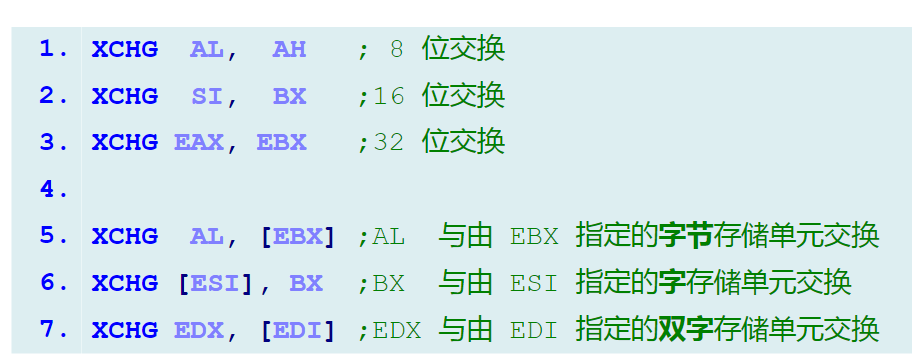 1. XCHG AL, AH ; 8 位交换
2. XCHG SI, BX ;16 位交换
3. XCHG EAX, EBX ;32 位交换
4.
5. XCHG AL, [EBX] ;AL 与由 EBX 指定的字节存储单元交换
6. XCHG [ESI], BX ;BX 与由 ESI 指定的字存储单元交换
7. XCHG EDX, [EDI] ;EDX 与由 EDI 指定的双字存储单元交换